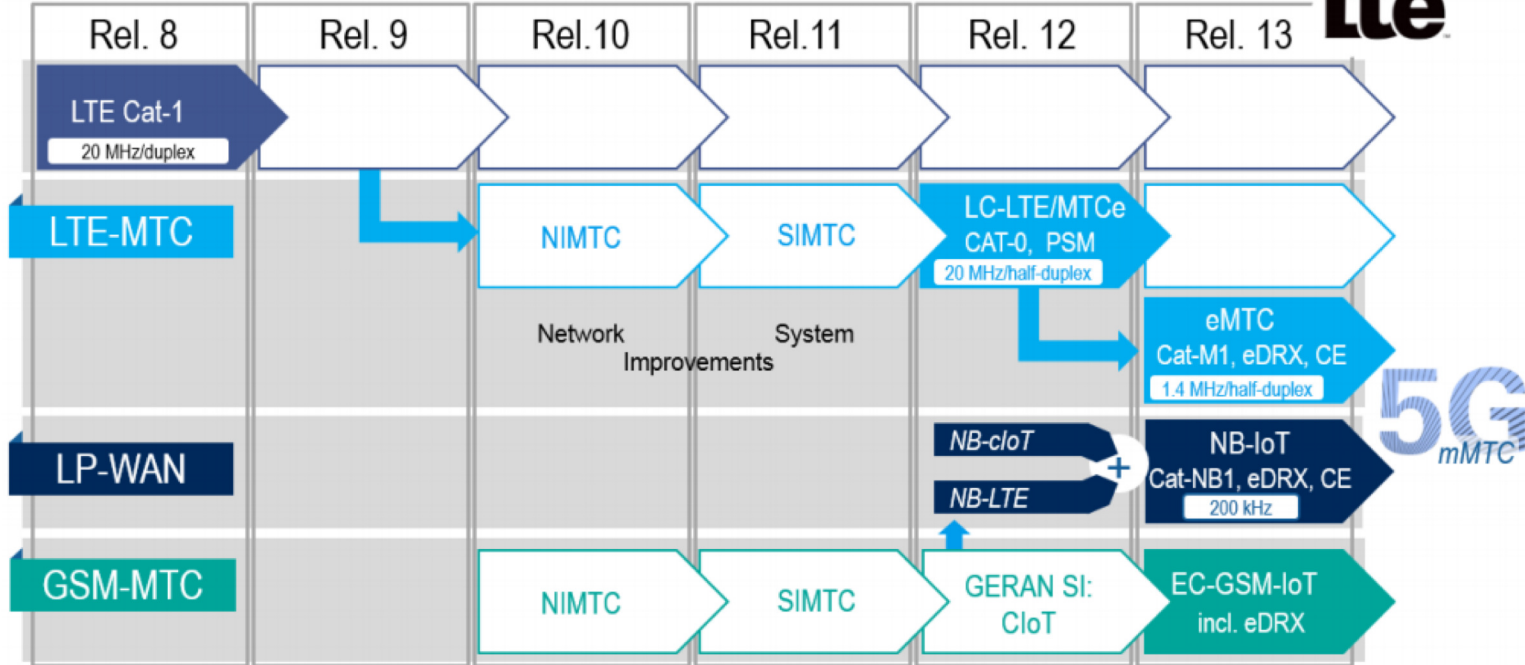 Rel. 8
Rel. 9
Rel.10
Rel.11
Rel. 12
Rel. 13
Lte
LTE Cat-1
20 MHz/duplex
LTE-MTC
NIMTC
SIMTC
LC-LTE/MTCe
CAT-0, PSM
20 MHz/half-duplex
Network
System
Improvements
eMTC
Cat-M1, eDRX, CE
1.4 MHz/half-duplex
5G
mMTC
LP-WAN
NB-cIoT
+
NB-LTE
NB-IoT
Cat-NB1, eDRX, CE
200 kHz
GSM-MTC
NIMTC
SIMTC
GERAN SI:
CIoT
EC-GSM-IoT
incl. eDRX